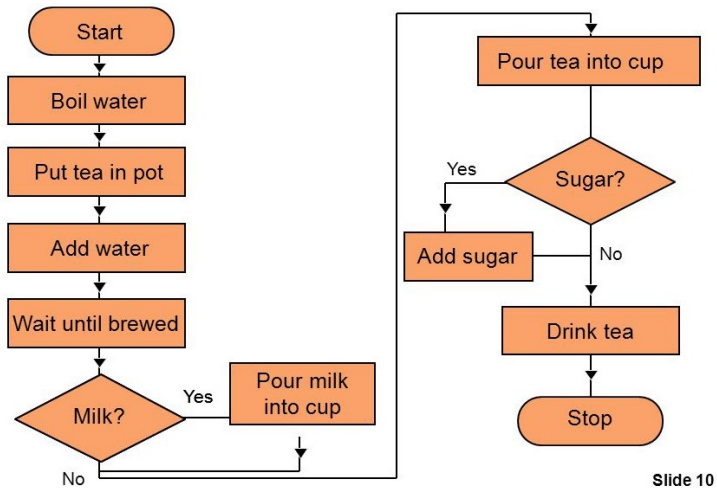 Start
Boil water
Put tea in pot
Add water
Wait until brewed
Milk?
Yes
Pour milk
into cup
No
Pour tea into cup
Sugar?
Yes
Add sugar
No
Drink tea
Stop
Slide 10